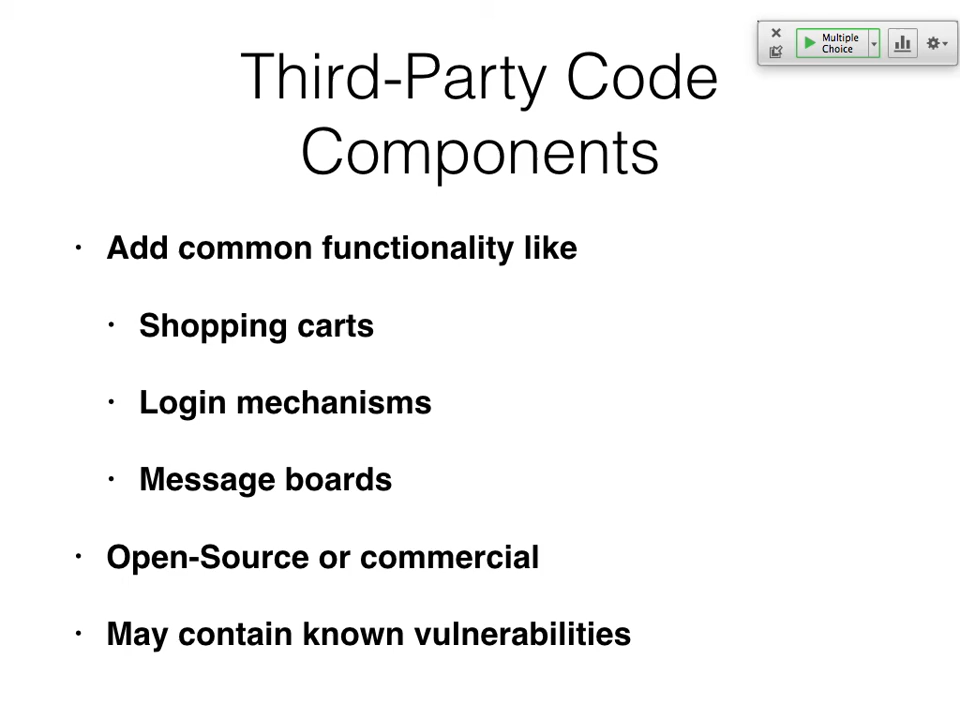 Third-Party Code
Components
Multiple
Choice
• Add common functionality like
• Shopping carts
• Login mechanisms
• Message boards
• Open-Source or commercial
• May contain known vulnerabilities